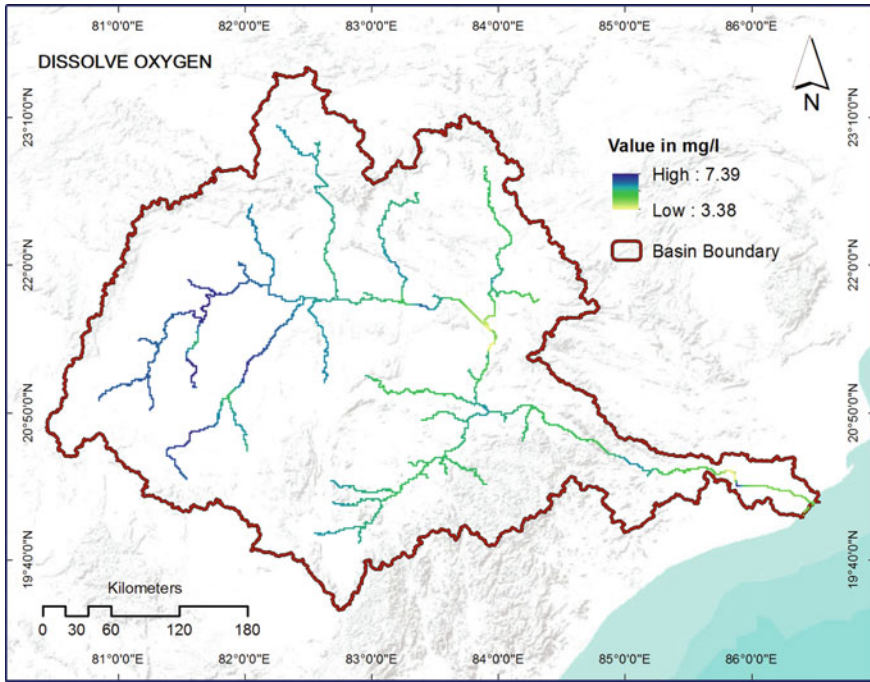 81°0'0"E 82°0'0"E 83°0'0"E 84°0'0"E 85°0'0"E 86°0'0"E
DISSOLVE OXYGEN
N
23°10'0"N
23°10'0"N
Value in mg/l
High : 7.39
Low : 3.38
Basin Boundary
22°0'0"N
22°0'0"N
20°50'0"N
20°50'0"N
19°40'0"N
19°40'0"N
Kilometers
0 30 60 120 180
81°0'0"E 82°0'0"E 83°0'0"E 84°0'0"E 85°0'0"E 86°0'0"E